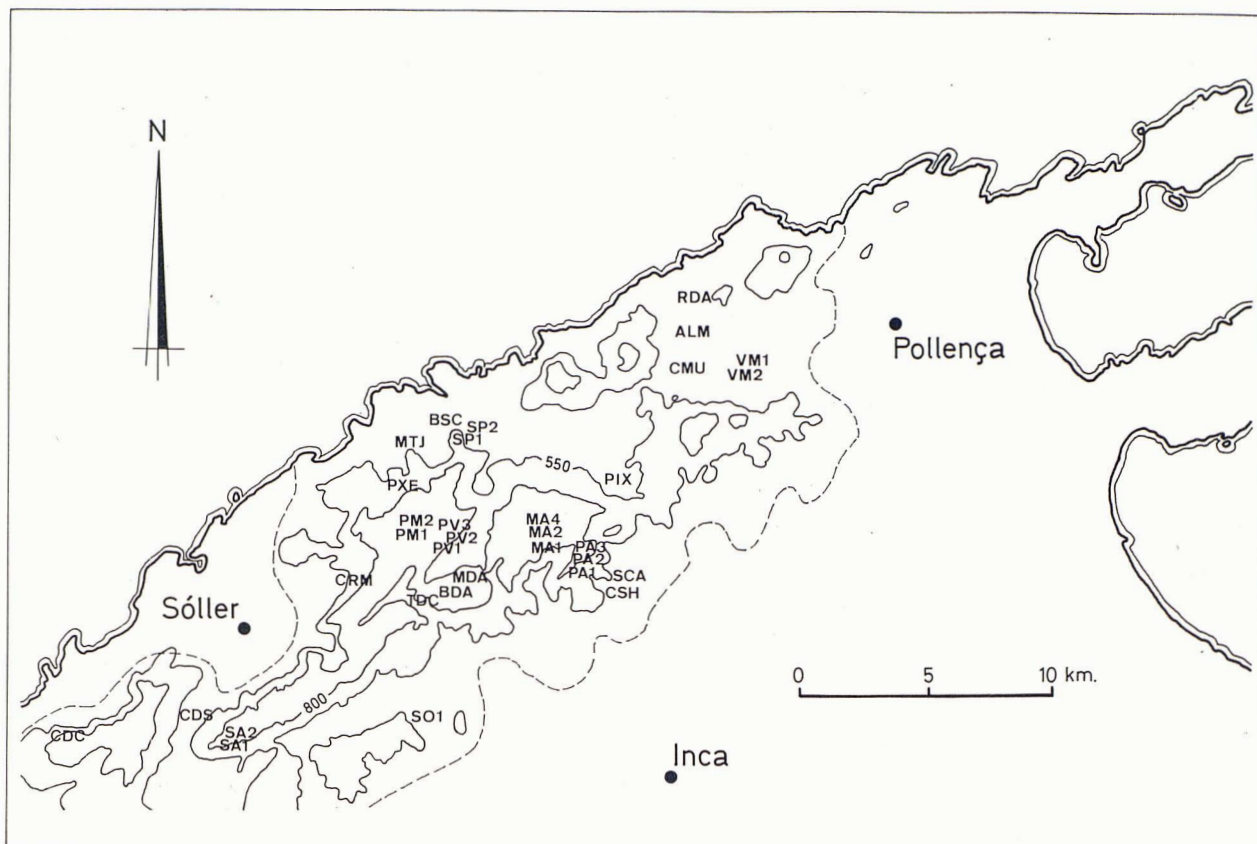 N
RDA
ALM
Pollença
CMU
VM1
VM2
BSC
SP2
SP1
MTJ
550
PIX
PXE
PM2
PM1
PV3
PV2
PV1
MA4
MA2
MA1
PA3
PA2
PA1
SCA
CSH
CRM
MDA
BDA
TDC
Sóller
0 5 10 km.
800
CDS
SO1
CDC
SA2
SA1
Inca